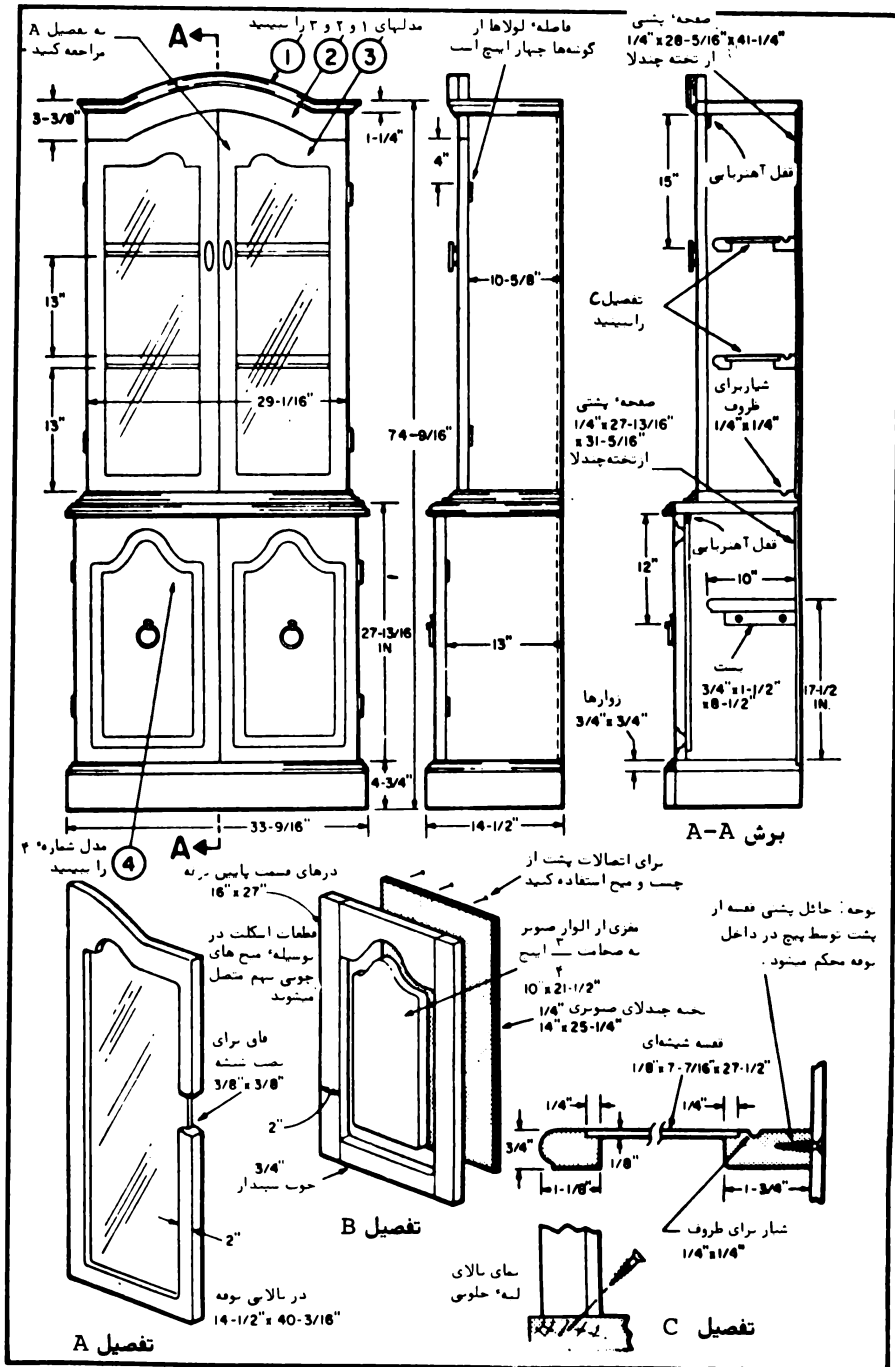 به تفصیل A
مراجعه کنید
A
مدلهای ۱ و ۲ و ۳ را ببینید
1
2
3
فاصلهٔ لولاها از
گوشه‌ها چهار اینچ است
صفحهٔ پشتی
1/4" x 28-5/16" x 41-1/4"
از تخته چندلا
3-3/8"
1-1/4"
4"
15"
قفل آهنربایی
10-5/8"
تفصیل C
را ببینید
13"
13"
29-1/16"
74-9/16"
صفحهٔ پشتی
1/4" x 27-13/16"
x 31-5/16"
از تخته چندلا
شیار برای
ظروف
1/4" x 1/4"
قفل آهنربایی
12"
10"
27-13/16
IN
13"
بست
3/4" x 1-1/2"
x 8-1/2"
17-1/2
IN.
زوارها
3/4" x 3/4"
4-3/4"
33-9/16"
14-1/2"
برش A-A
مدل شمارهٔ ۴
را ببینید
4
A
درهای قسمت پایین بوفه
16" x 27"
برای اتصالات پشت از
چسب و میخ استفاده کنید
قطعات اسکلت در
بوسیلهٔ میخ های
چوبی بهم متصل
میشوند
مغزی از الوار صنوبر
به ضخامت ۳/۴ اینچ
10" x 21-1/2"
تخته چندلای صنوبری 1/4"
14" x 25-1/4"
توجه: حائل پشتی قفسه از
پشت توسط پیچ در داخل
بوفه محکم میشود.
قفسه شیشه‌ای
1/8" x 7-7/16" x 27-1/2"
فاق برای
نصب شیشه
3/8" x 3/8"
2"
3/4"
چوب سپیدار
تفصیل B
1/4"
1/4"
3/4"
1/8"
1-1/8"
1-3/4"
شیار برای ظروف
1/4" x 1/4"
2"
در بالایی بوفه
14-1/2" x 40-3/16"
تفصیل A
نمای بالای
لبهٔ جلویی
تفصیل C